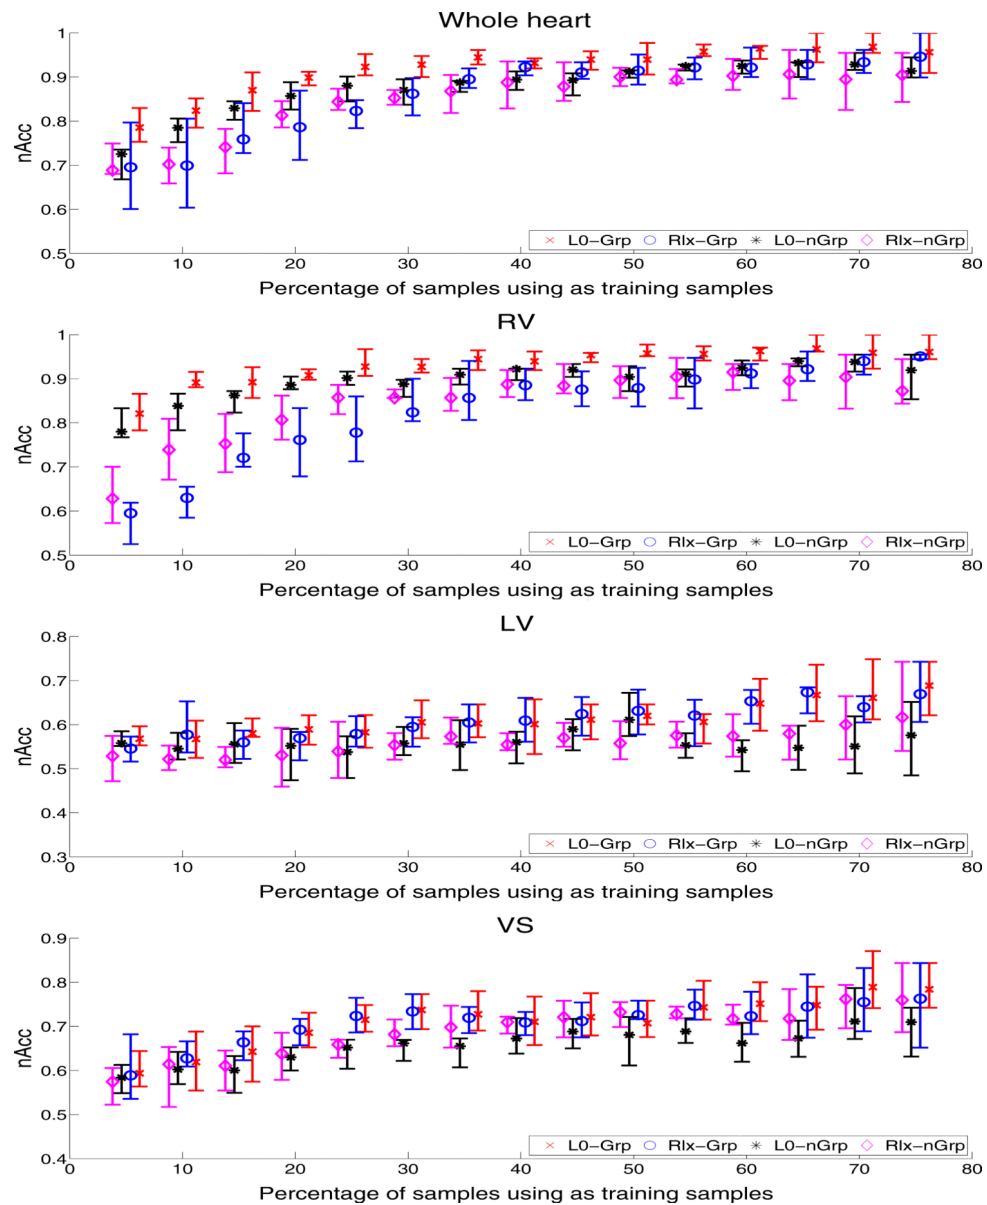 Whole heart
1
0.9
0.8
0.7
0.6
0.5
nAcc
L0-Grp Rlx-Grp L0-nGrp Rlx-nGrp
0 10 20 30 40 50 60 70 80
Percentage of samples using as training samples
RV
1
0.9
0.8
0.7
0.6
0.5
nAcc
L0-Grp Rlx-Grp L0-nGrp Rlx-nGrp
0 10 20 30 40 50 60 70 80
Percentage of samples using as training samples
LV
0.8
0.7
0.6
0.5
0.4
0.3
nAcc
L0-Grp Rlx-Grp L0-nGrp Rlx-nGrp
0 10 20 30 40 50 60 70 80
Percentage of samples using as training samples
VS
0.9
0.8
0.7
0.6
0.5
0.4
nAcc
L0-Grp Rlx-Grp L0-nGrp Rlx-nGrp
0 10 20 30 40 50 60 70 80
Percentage of samples using as training samples